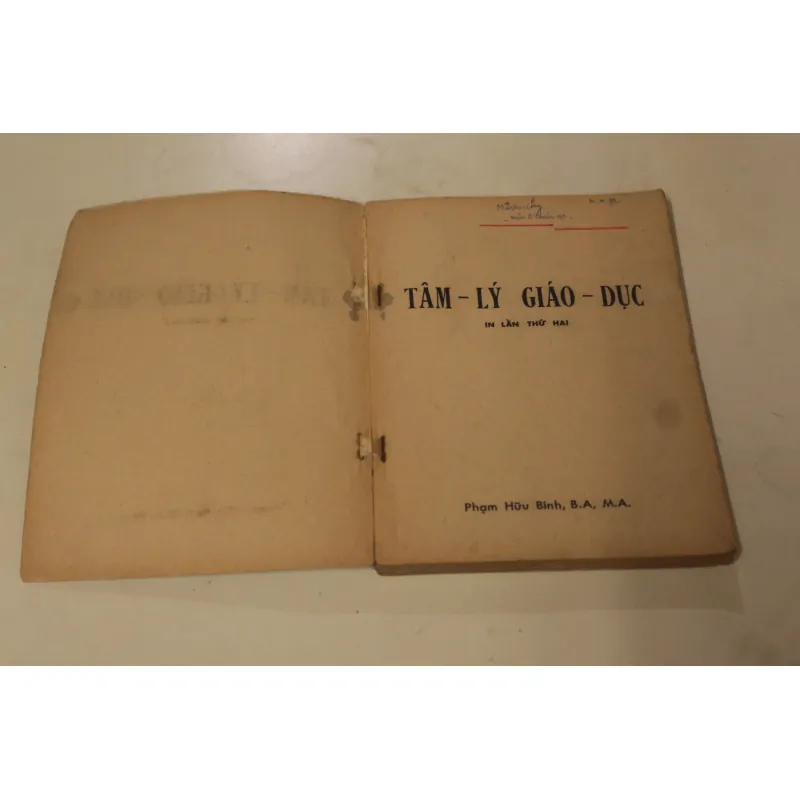 TÂM - LÝ GIÁO - DỤC
IN LẦN THỨ HAI
Phạm Hữu Bình, B.A, M.A.